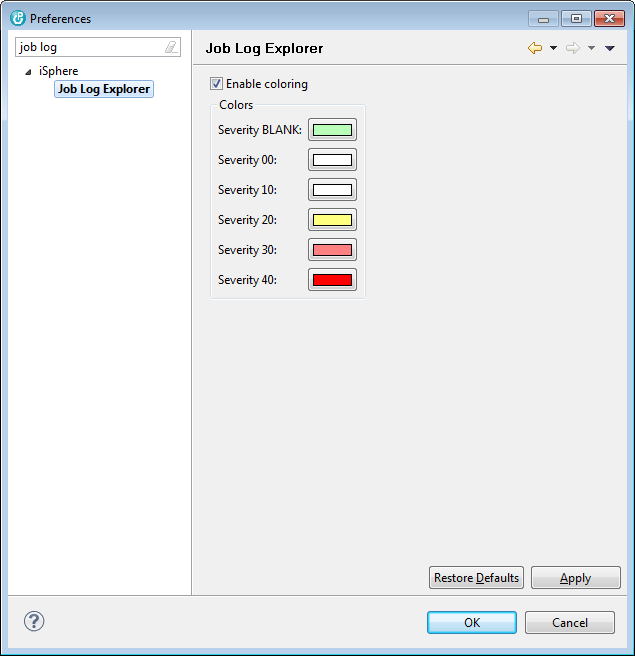 Preferences
job log
iSphere
Job Log Explorer
Job Log Explorer
Enable coloring
Colors
Severity BLANK:
Severity 00:
Severity 10:
Severity 20:
Severity 30:
Severity 40:
Restore Defaults
Apply
?
OK
Cancel